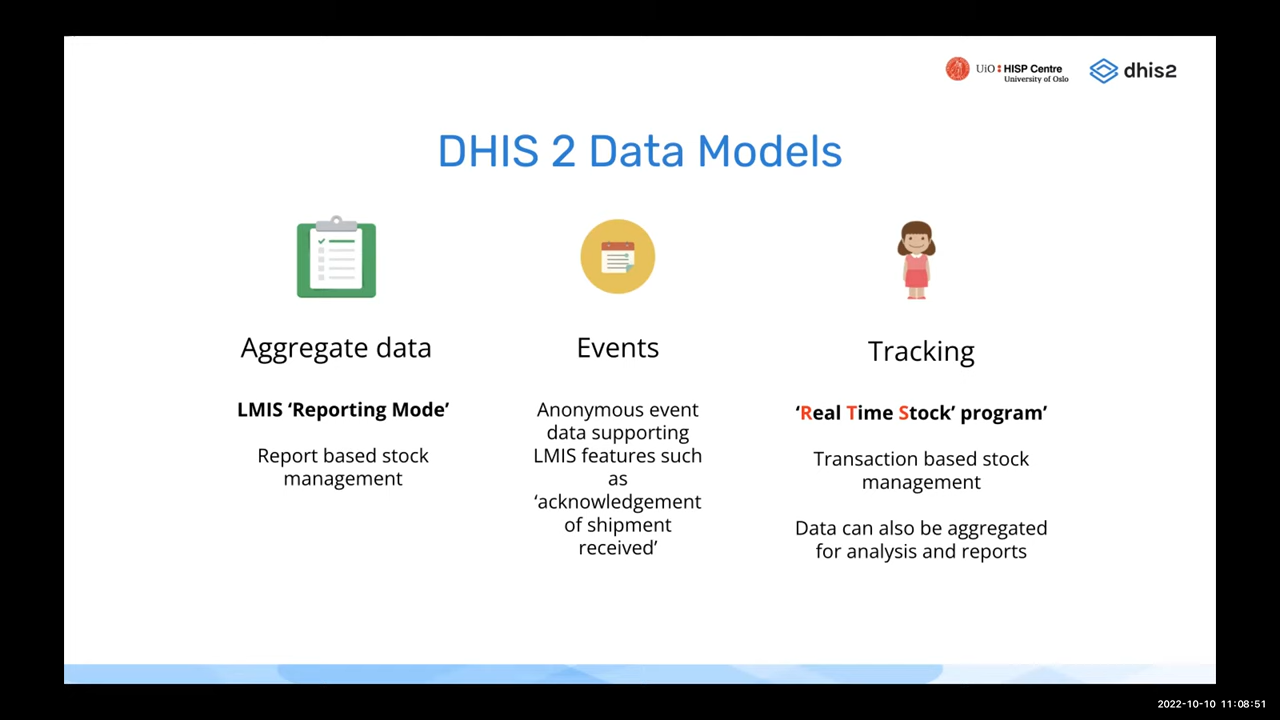 UiO : HISP Centre
University of Oslo
dhis2
DHIS 2 Data Models
Aggregate data
LMIS ‘Reporting Mode’
Report based stock
management
Events
Anonymous event
data supporting
LMIS features such
as
‘acknowledgement
of shipment
received’
Tracking
‘Real Time Stock’ program’
Transaction based stock
management
Data can also be aggregated
for analysis and reports
2022-10-10 11:08:51